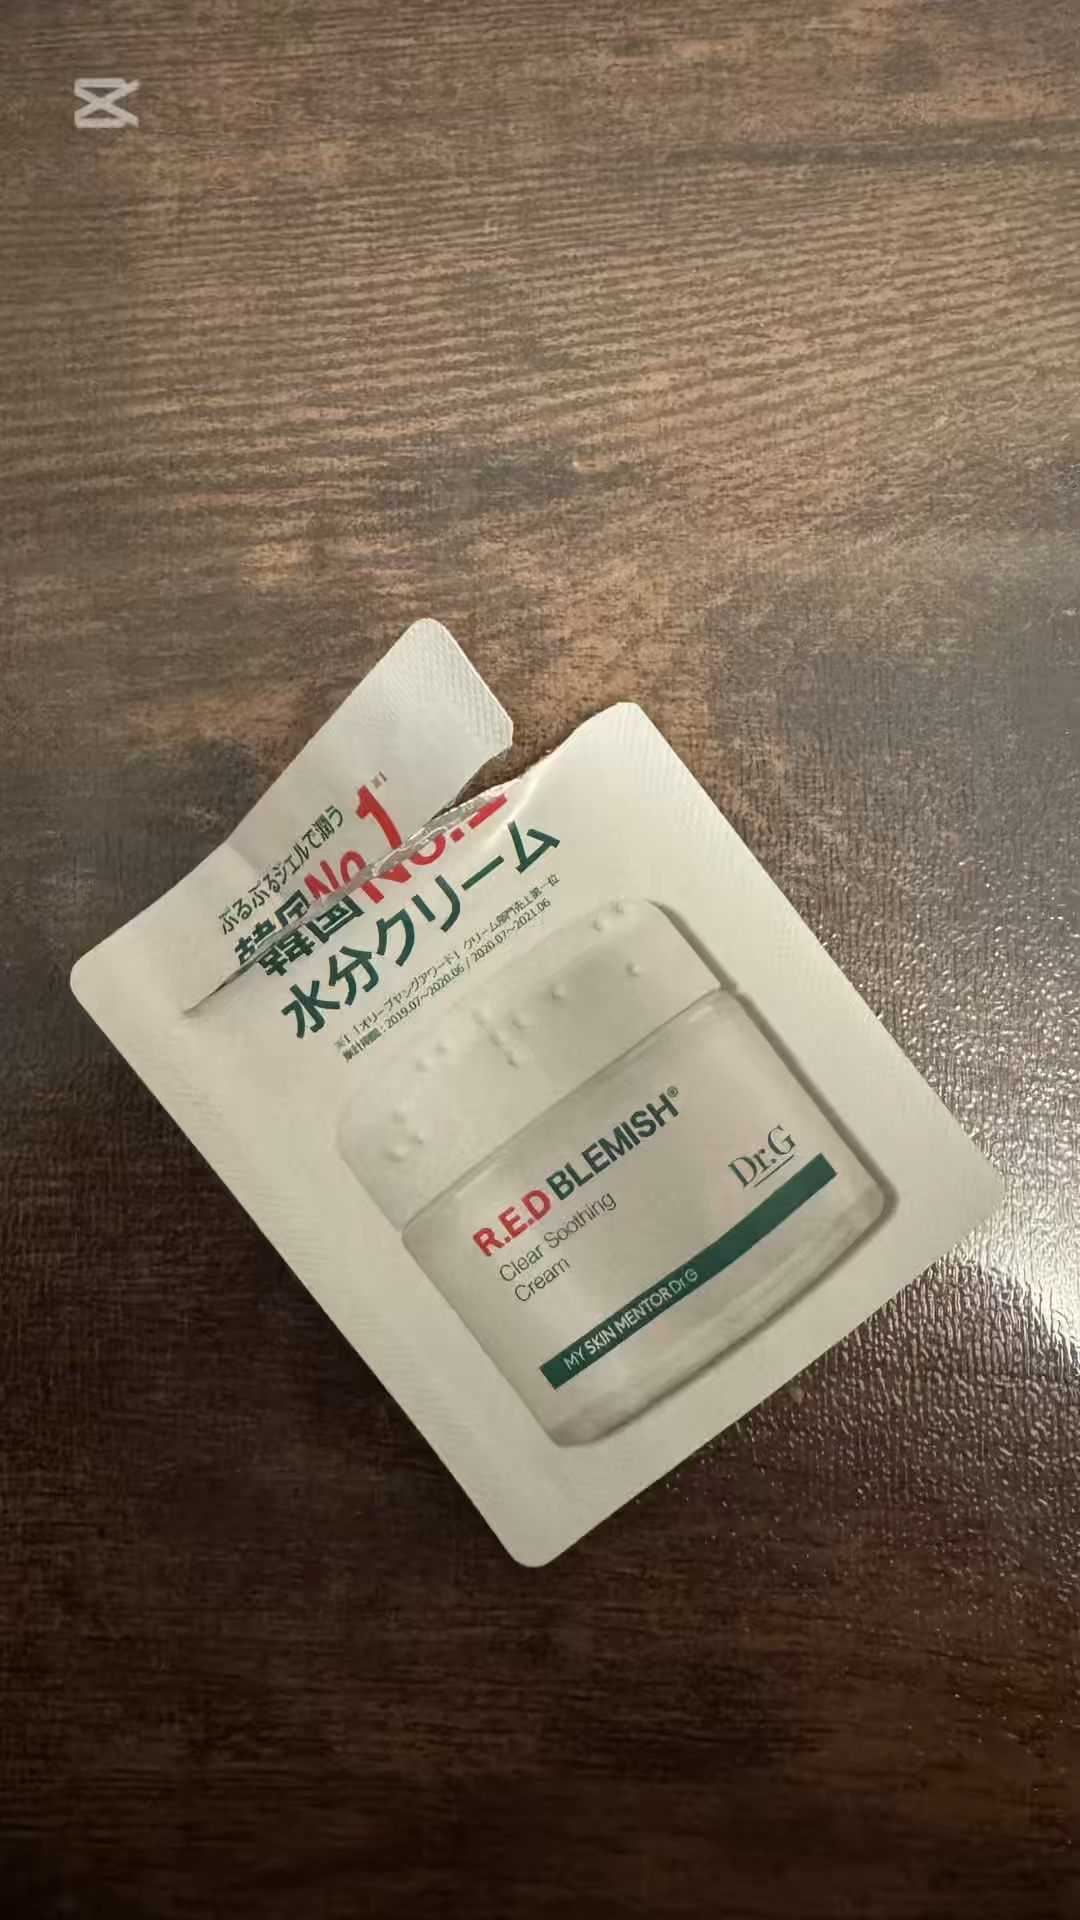 ぷるぷるジェルで潤う
韓国No.1
※1
水分クリーム
※1 オリーブヤングアワード クリーム部門売上第一位
集計期間 : 2019.07～2020.06 / 2020.07～2021.06
R.E.D BLEMISH®
Clear Soothing
Cream
Dr.G
MY SKIN MENTOR Dr.G